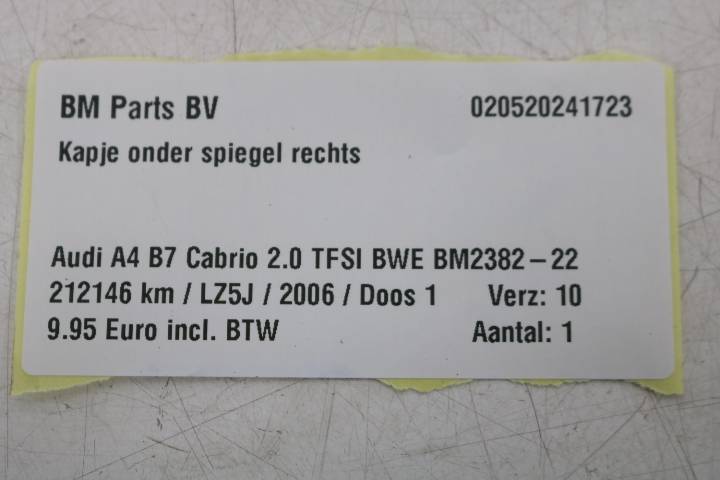 BM Parts BV 020520241723
Kapje onder spiegel rechts
Audi A4 B7 Cabrio 2.0 TFSI BWE BM2382-22
212146 km / LZ5J / 2006 / Doos 1 Verz: 10
9.95 Euro incl. BTW Aantal: 1